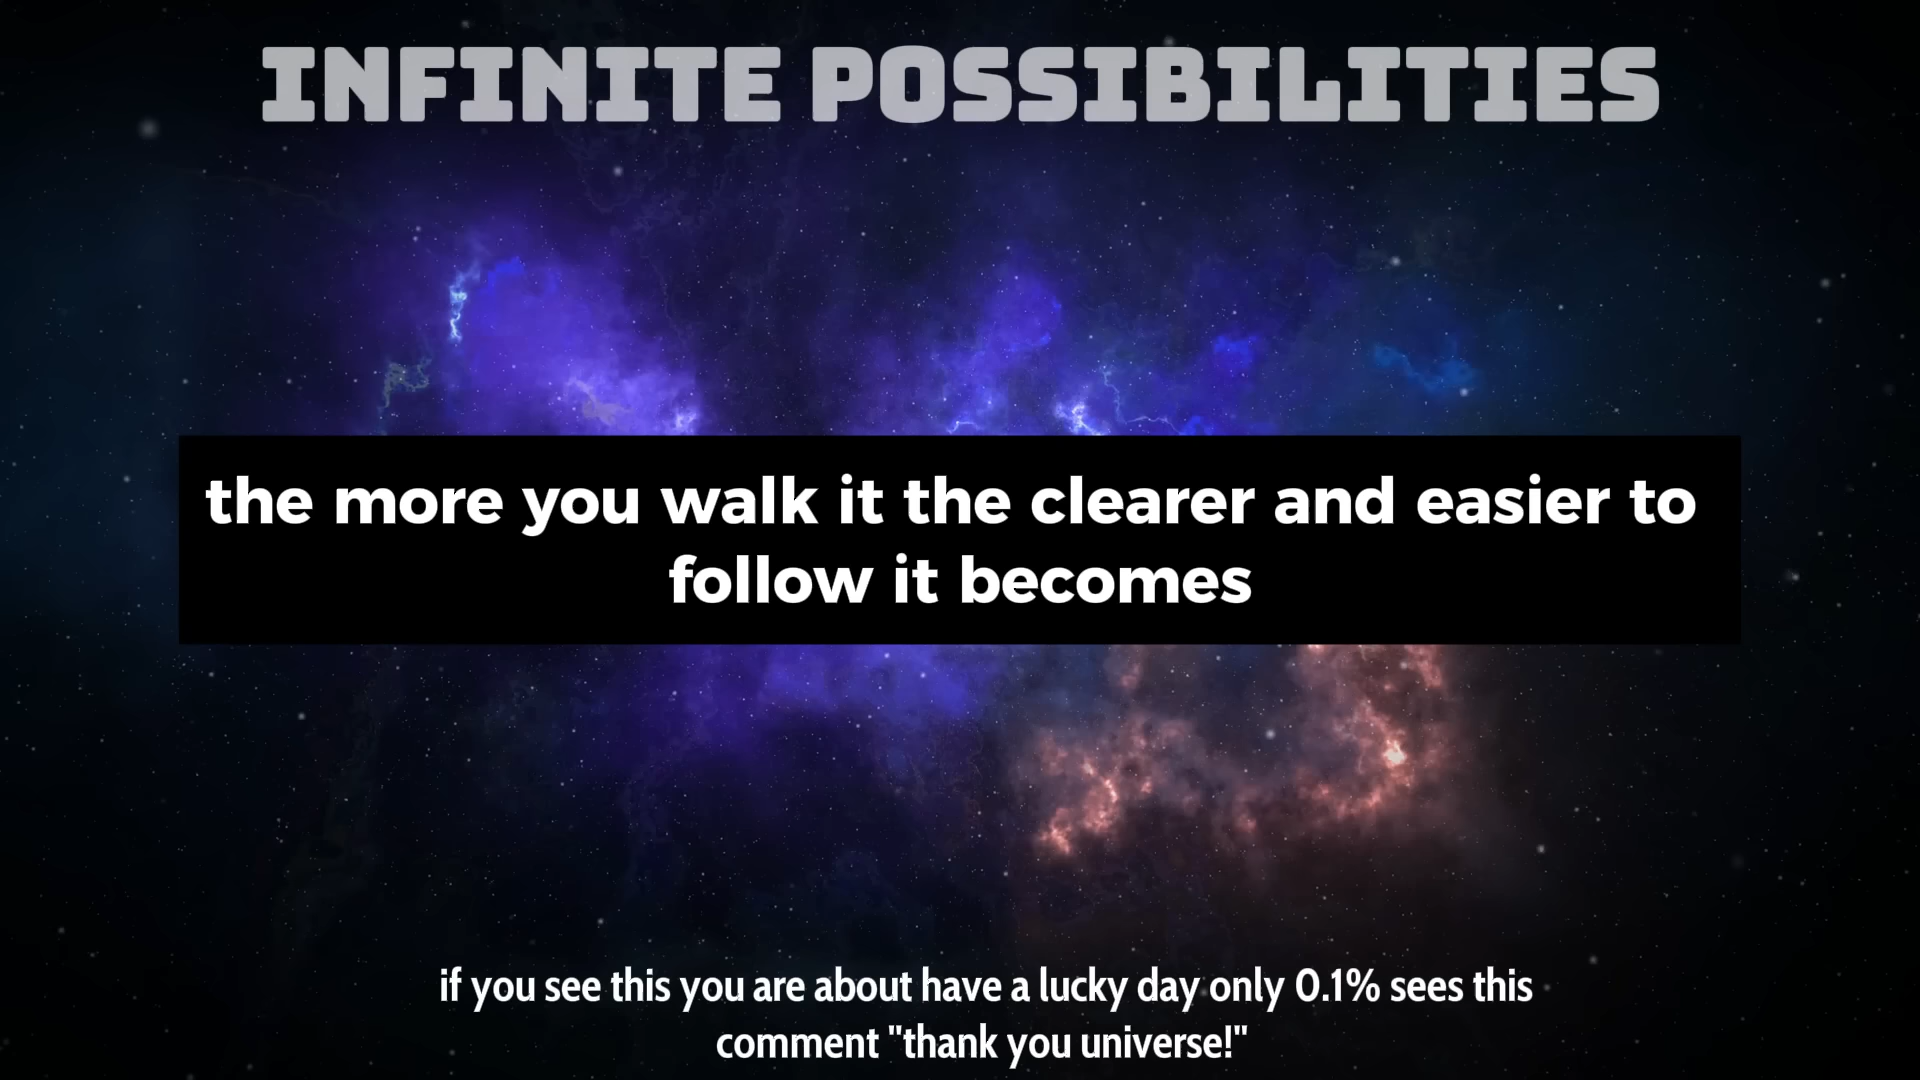 INFINITE POSSIBILITIES
the more you walk it the clearer and easier to
follow it becomes
if you see this you are about have a lucky day only 0.1% sees this
comment "thank you universe!"